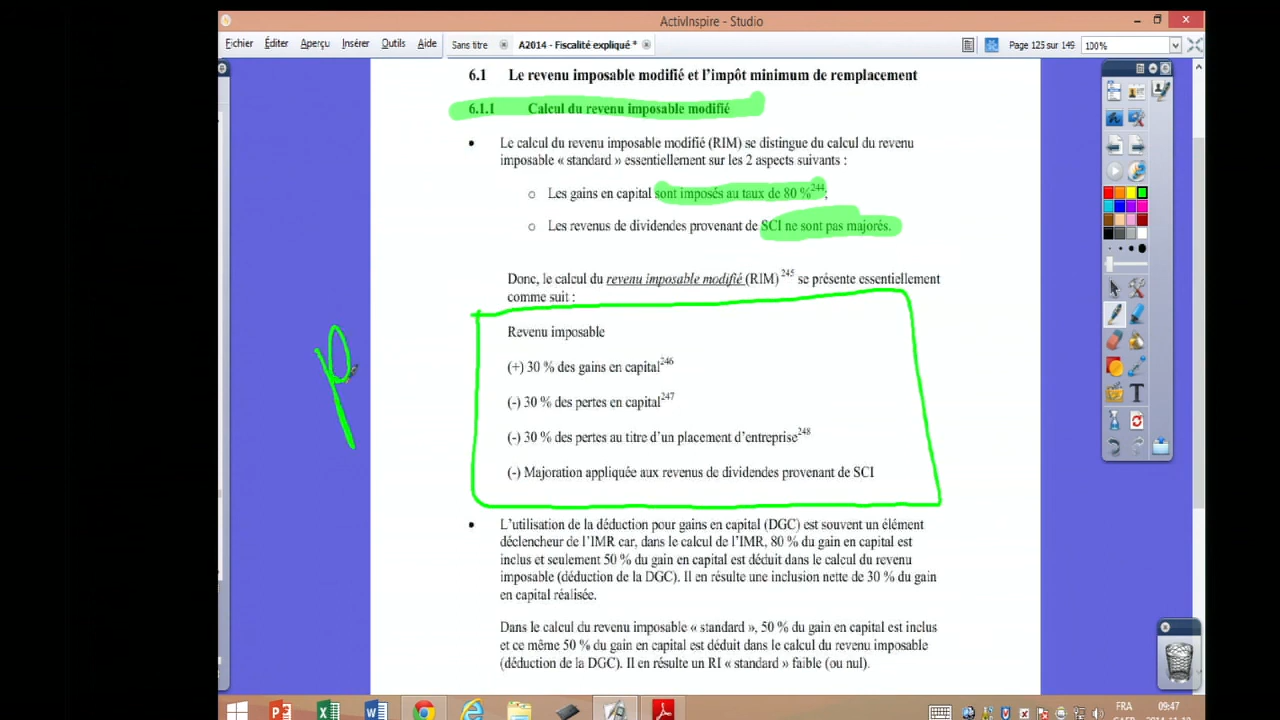 ActivInspire - Studio
Fichier Éditer Aperçu Insérer Outils Aide Sans titre A2014 - Fiscalité expliqué * Page 125 sur 149 100%
6.1 Le revenu imposable modifié et l'impôt minimum de remplacement
6.1.1 Calcul du revenu imposable modifié
• Le calcul du revenu imposable modifié (RIM) se distingue du calcul du revenu
imposable « standard » essentiellement sur les 2 aspects suivants :
o Les gains en capital sont imposés au taux de 80 %244;
o Les revenus de dividendes provenant de SCI ne sont pas majorés.
Donc, le calcul du revenu imposable modifié (RIM) 245 se présente essentiellement
comme suit :
Revenu imposable
(+) 30 % des gains en capital246
(-) 30 % des pertes en capital247
(-) 30 % des pertes au titre d'un placement d'entreprise248
(-) Majoration appliquée aux revenus de dividendes provenant de SCI
• L'utilisation de la déduction pour gains en capital (DGC) est souvent un élément
déclencheur de l'IMR car, dans le calcul de l'IMR, 80 % du gain en capital est
inclus et seulement 50 % du gain en capital est déduit dans le calcul du revenu
imposable (déduction de la DGC). Il en résulte une inclusion nette de 30 % du gain
en capital réalisée.
Dans le calcul du revenu imposable « standard », 50 % du gain en capital est inclus
et ce même 50 % du gain en capital est déduit dans le calcul du revenu imposable
(déduction de la DGC). Il en résulte un RI « standard » faible (ou nul).
FRA 09:47